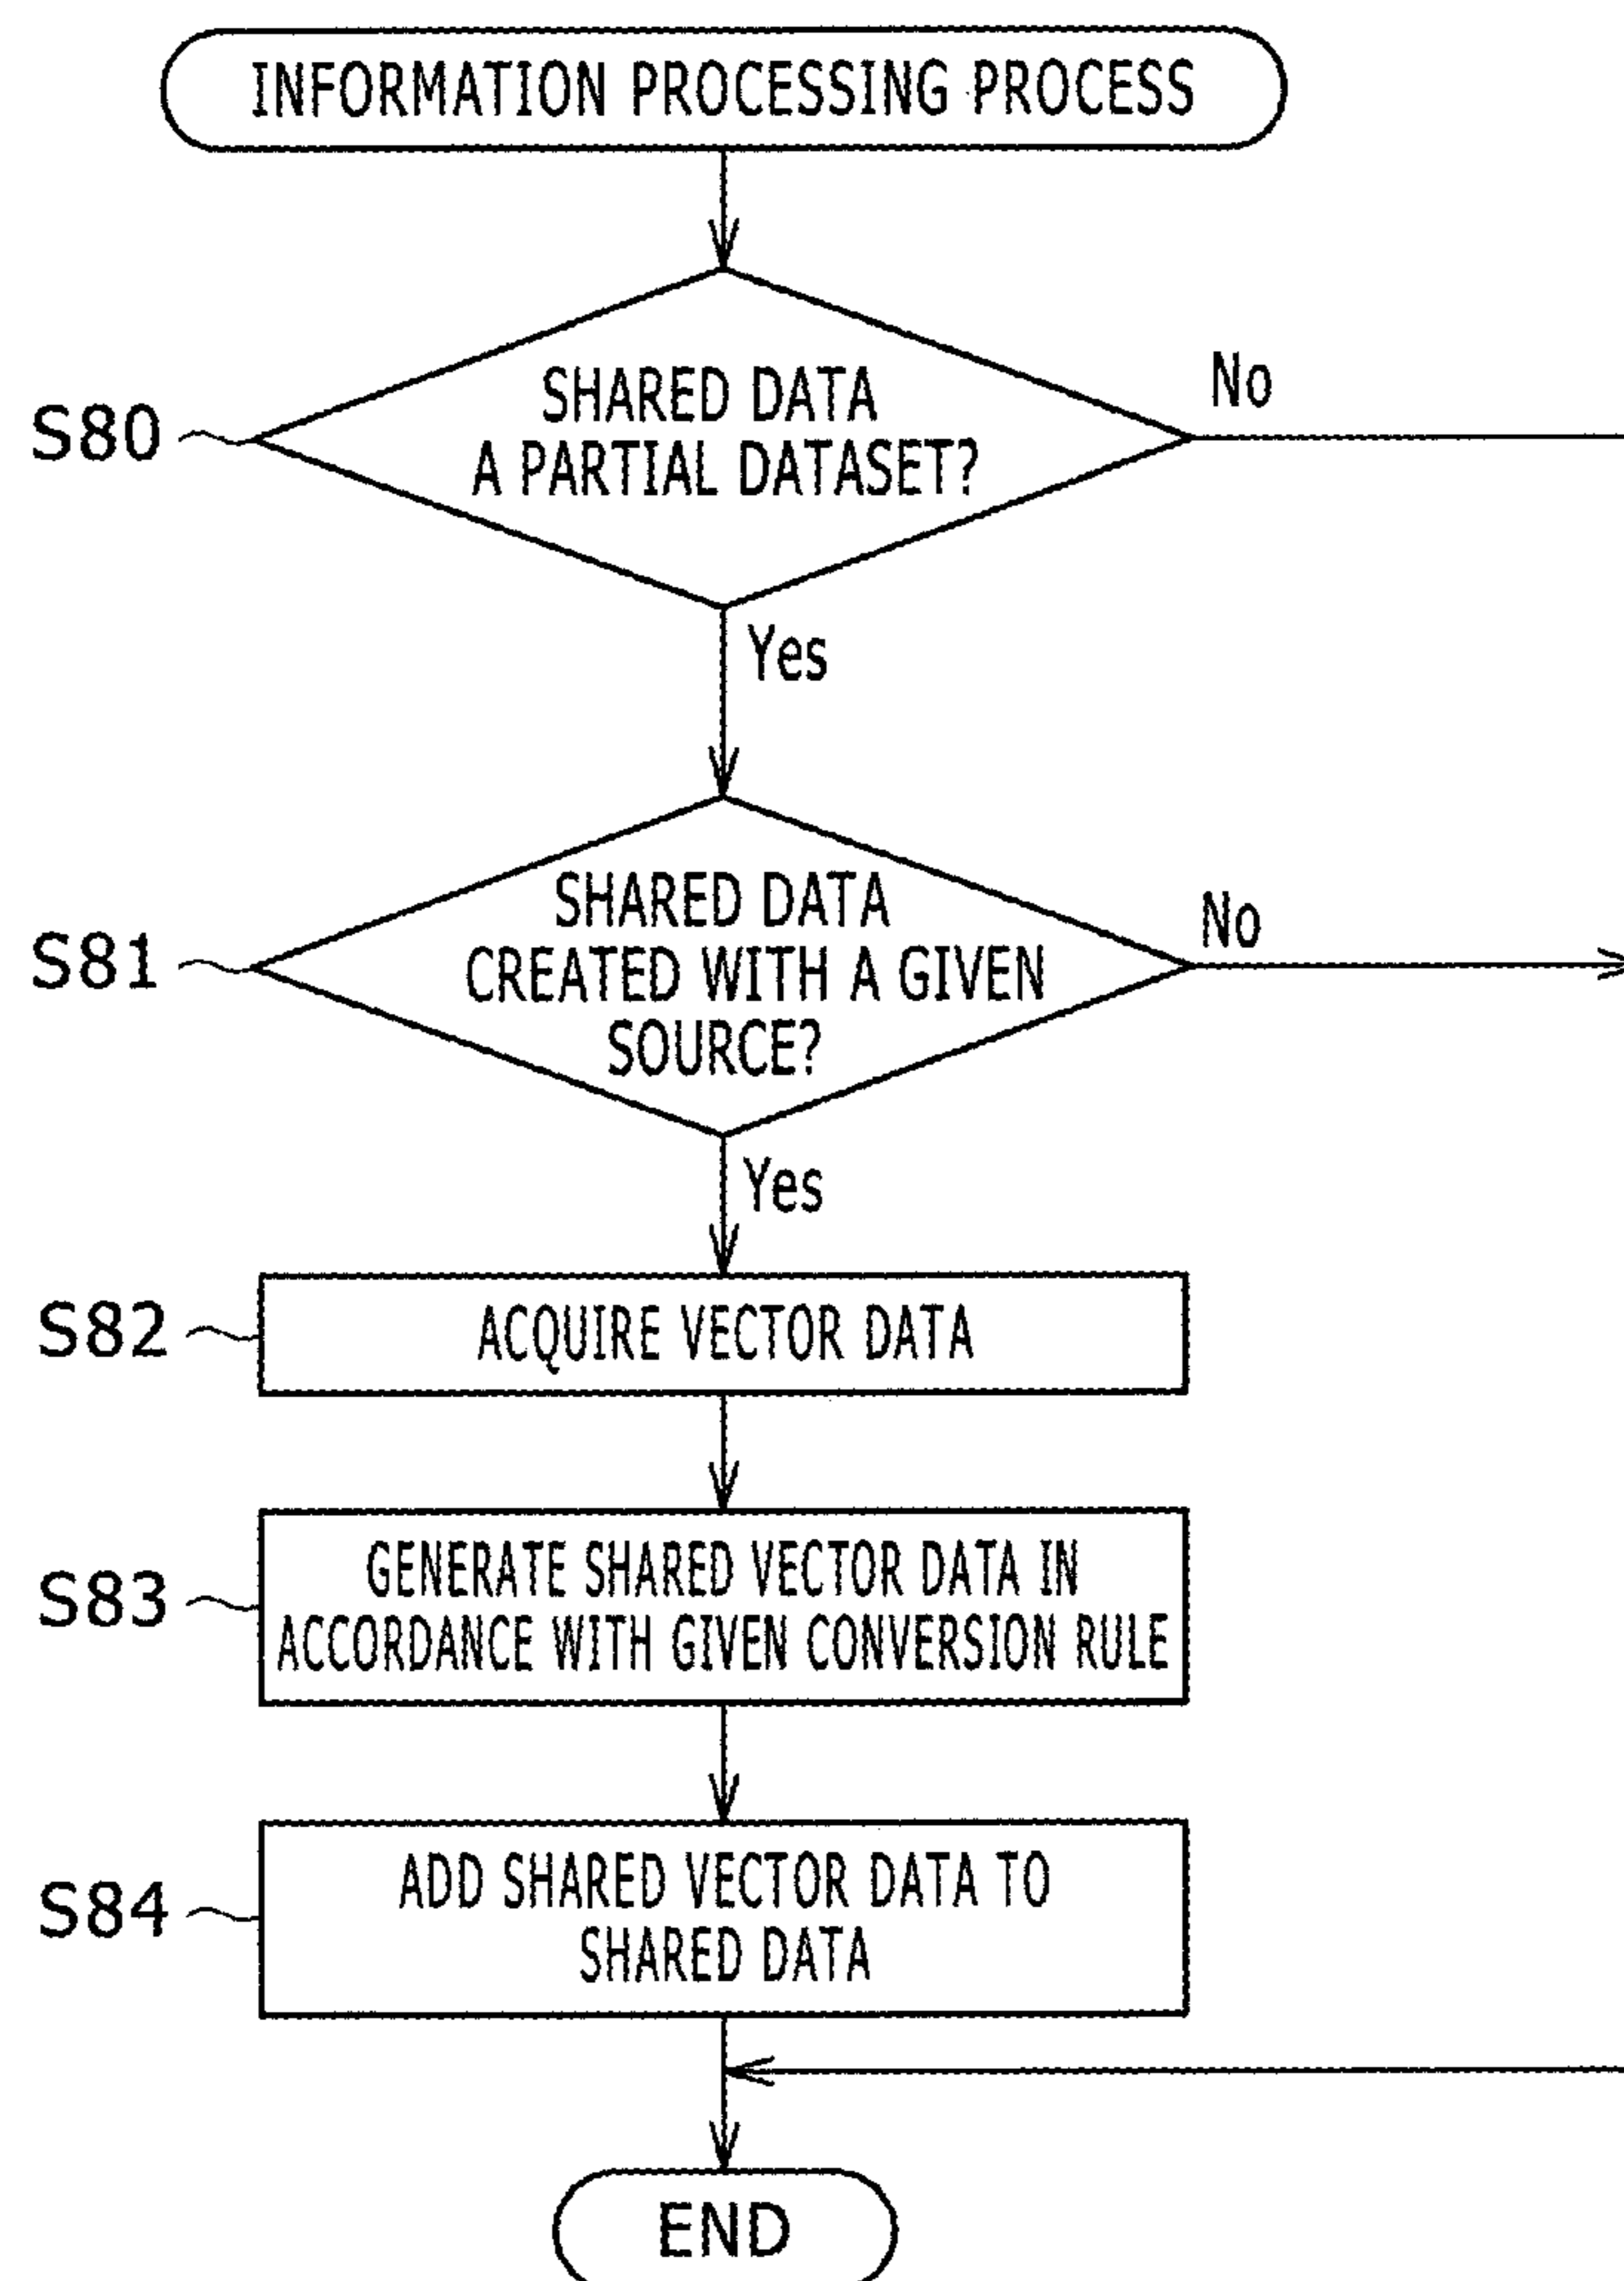 INFORMATION PROCESSING PROCESS
SHARED DATA
A PARTIAL DATASET?
No
S80
Yes
SHARED DATA
CREATED WITH A GIVEN
SOURCE?
No
S81
Yes
S82
ACQUIRE VECTOR DATA
S83
GENERATE SHARED VECTOR DATA IN
ACCORDANCE WITH GIVEN CONVERSION RULE
S84
ADD SHARED VECTOR DATA TO
SHARED DATA
END